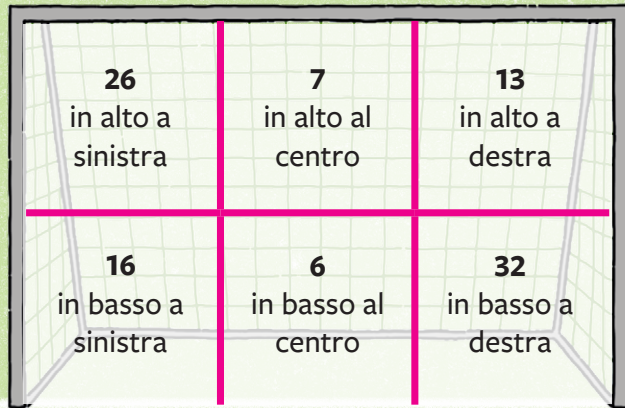 26
in alto a
sinistra
7
in alto al
centro
13
in alto a
destra
16
in basso a
sinistra
6
in basso al
centro
32
in basso a
destra